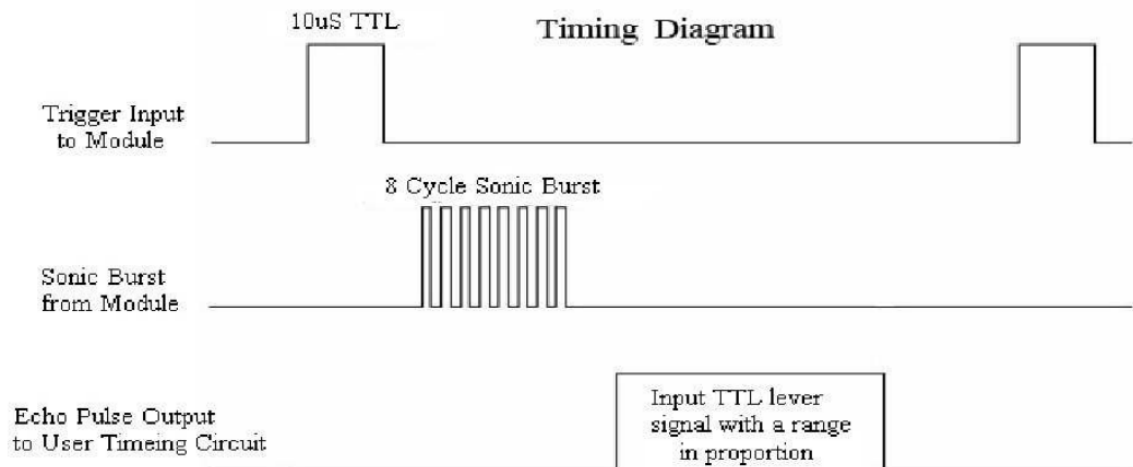 10uS TTL
Timing Diagram
Trigger Input
to Module
8 Cycle Sonic Burst
Sonic Burst
from Module
Echo Pulse Output
to User Timeing Circuit
Input TTL lever
signal with a range
in proportion